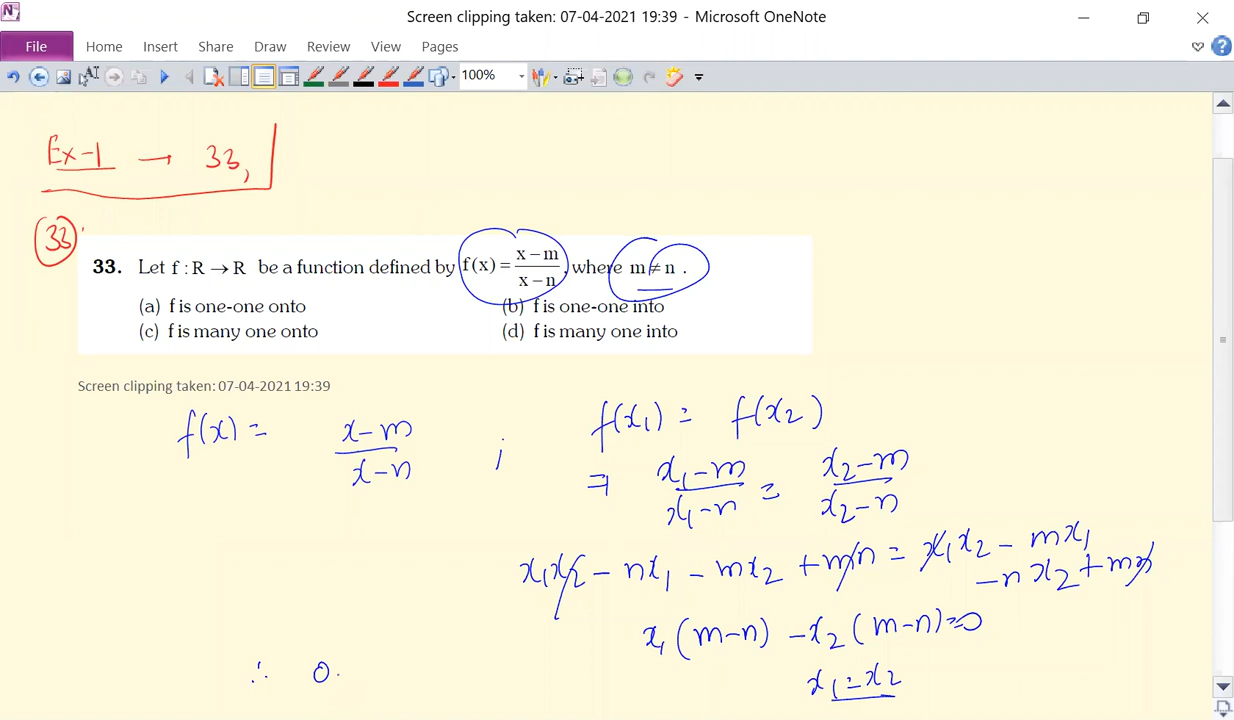 Screen clipping taken: 07-04-2021 19:39 - Microsoft OneNote
File Home Insert Share Draw Review View Pages
100%
Ex-1 → 33,
33
33. Let f : R → R be a function defined by f(x) = (x − m)/(x − n), where m ≠ n .
(a) f is one-one onto (b) f is one-one into
(c) f is many one onto (d) f is many one into
Screen clipping taken: 07-04-2021 19:39
f(x) = (x-m)/(x-n) ; f(x₁) = f(x₂)
⇒ (x₁-m)/(x₁-n) = (x₂-m)/(x₂-n)
x₁x₂ - nx₁ - mx₂ + mn = x₁x₂ - mx₁
-nx₂ + mn
x₁(m-n) -x₂(m-n)=0
x₁=x₂
∴ 0